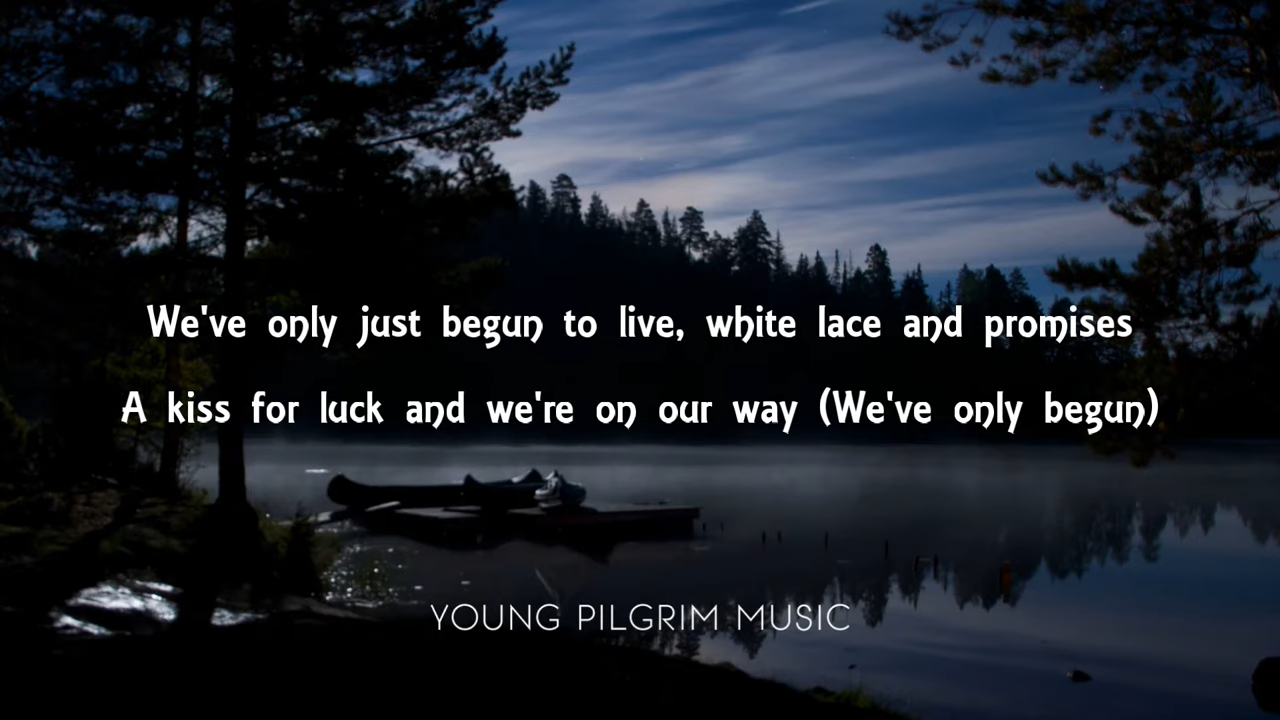 We've only just begun to live, white lace and promises
A kiss for luck and we're on our way (We've only begun)
YOUNG PILGRIM MUSIC